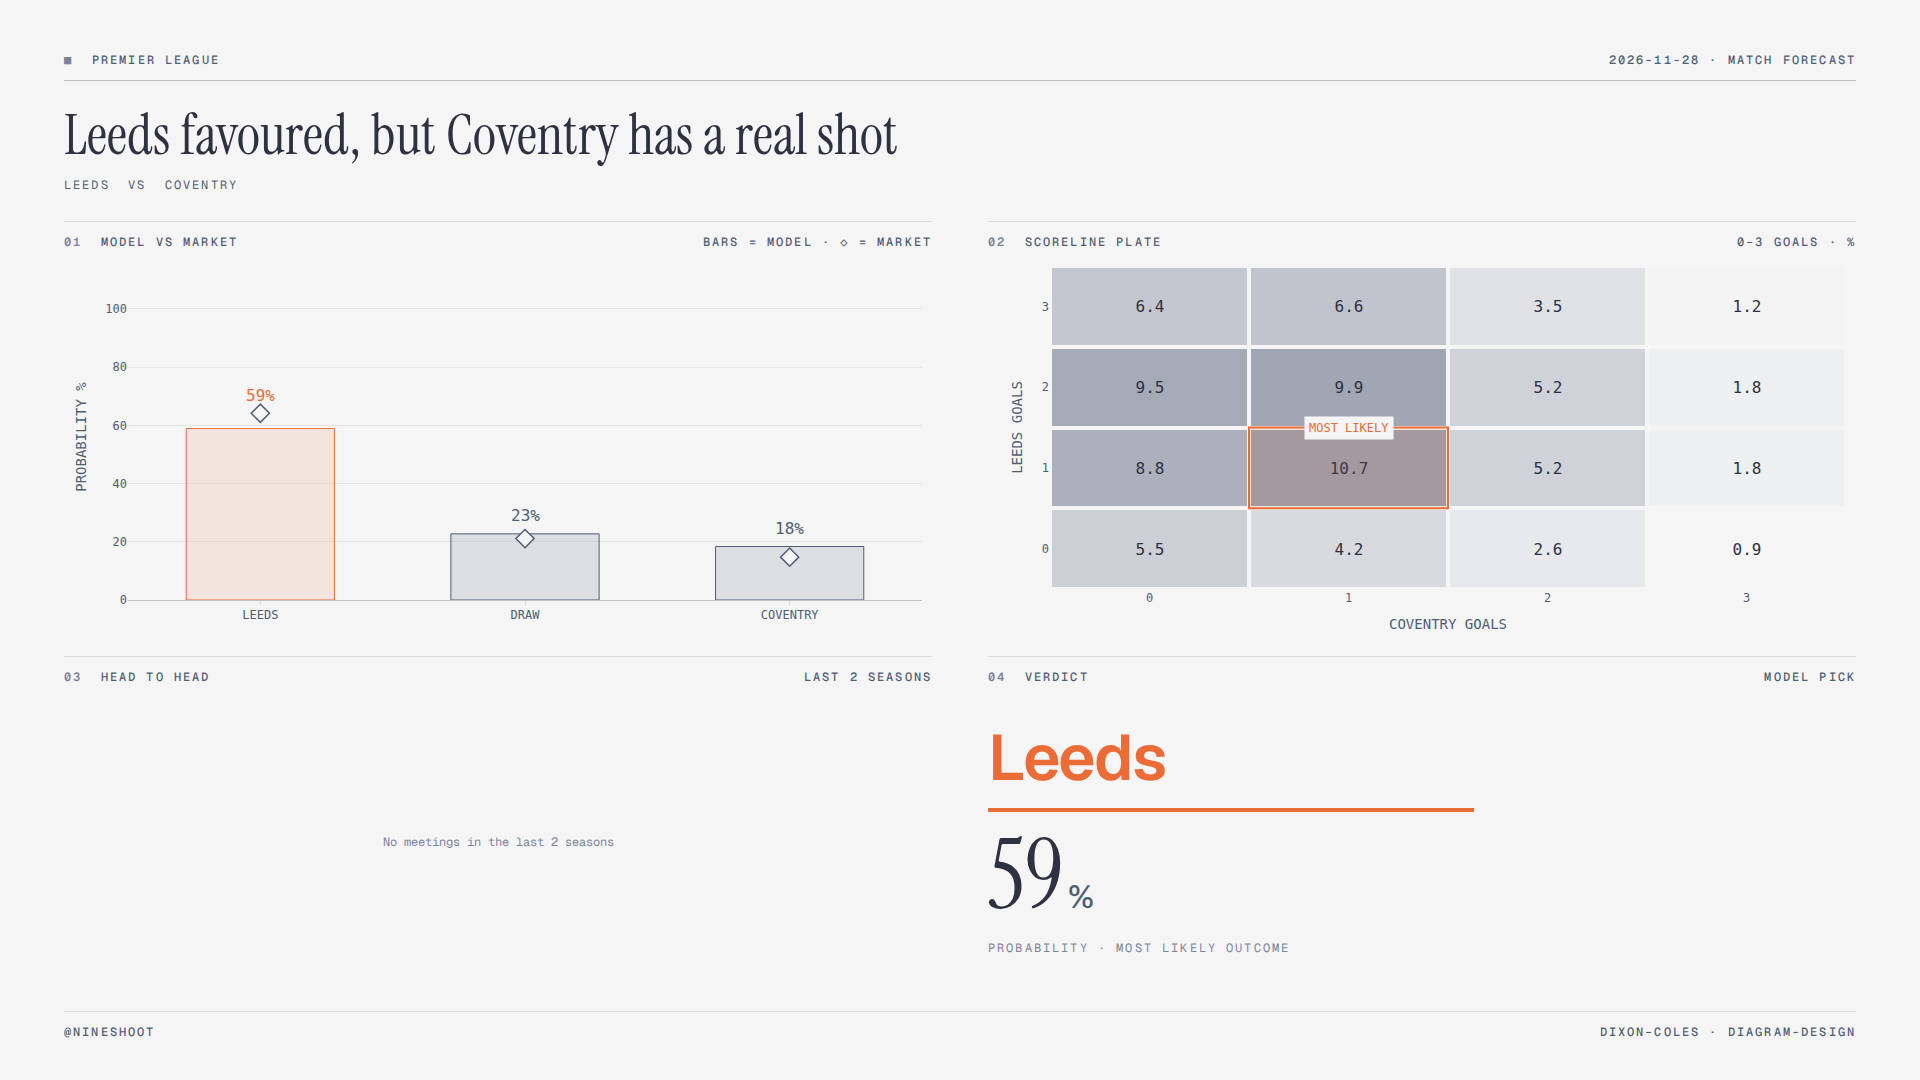 ■ PREMIER LEAGUE
2026-11-28 · MATCH FORECAST
Leeds favoured, but Coventry has a real shot
LEEDS VS COVENTRY
01 MODEL VS MARKET
BARS = MODEL · ◇ = MARKET
PROBABILITY %
100
80
60
40
20
0
59%
23%
18%
LEEDS
DRAW
COVENTRY
02 SCORELINE PLATE
0–3 GOALS · %
LEEDS GOALS
3 6.4 6.6 3.5 1.2
2 9.5 9.9 5.2 1.8
MOST LIKELY
1 8.8 10.7 5.2 1.8
0 5.5 4.2 2.6 0.9
0 1 2 3
COVENTRY GOALS
03 HEAD TO HEAD
LAST 2 SEASONS
No meetings in the last 2 seasons
04 VERDICT
MODEL PICK
Leeds
59 %
PROBABILITY · MOST LIKELY OUTCOME
@NINESHOOT
DIXON-COLES · DIAGRAM-DESIGN